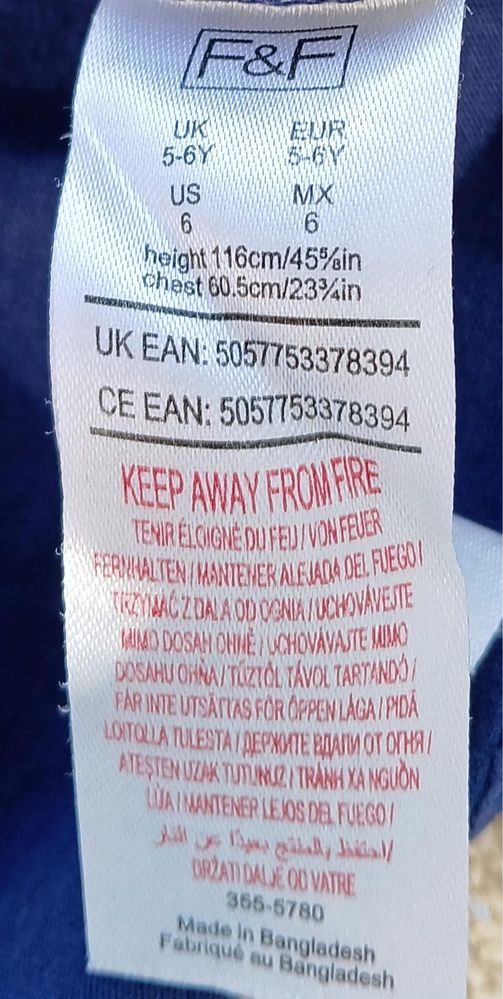 F&F
UK EUR
5-6Y 5-6Y
US MX
6 6
height 116cm/45⅝in
chest 60.5cm/23¾in
UK EAN: 5057753378394
CE EAN: 5057753378394
KEEP AWAY FROM FIRE
TENIR ÉLOIGNÉ DU FEU / VON FEUER
FERNHALTEN / MANTENER ALEJADA DEL FUEGO /
TRZYMAĆ Z DALA OD OGNIA / UCHOVÁVEJTE
MIMO DOSAH OHNĚ / UCHOVÁVAJTE MIMO
DOSAHU OHŇA / TŰZTŐL TÁVOL TARTANDÓ /
FÅR INTE UTSÄTTAS FÖR ÖPPEN LÅGA / PIDÄ
LOITOLLA TULESTA / ДЕРЖИТЕ ВДАЛИ ОТ ОГНЯ /
ATEŞTEN UZAK TUTUNUZ / TRÁNH XA NGUỒN
LỬA / MANTENER LEJOS DEL FUEGO /
احتفظ بالمنتج بعيدًا عن النار /
DRŽATI DALJE OD VATRE
355-5780
Made in Bangladesh
Fabriqué au Bangladesh